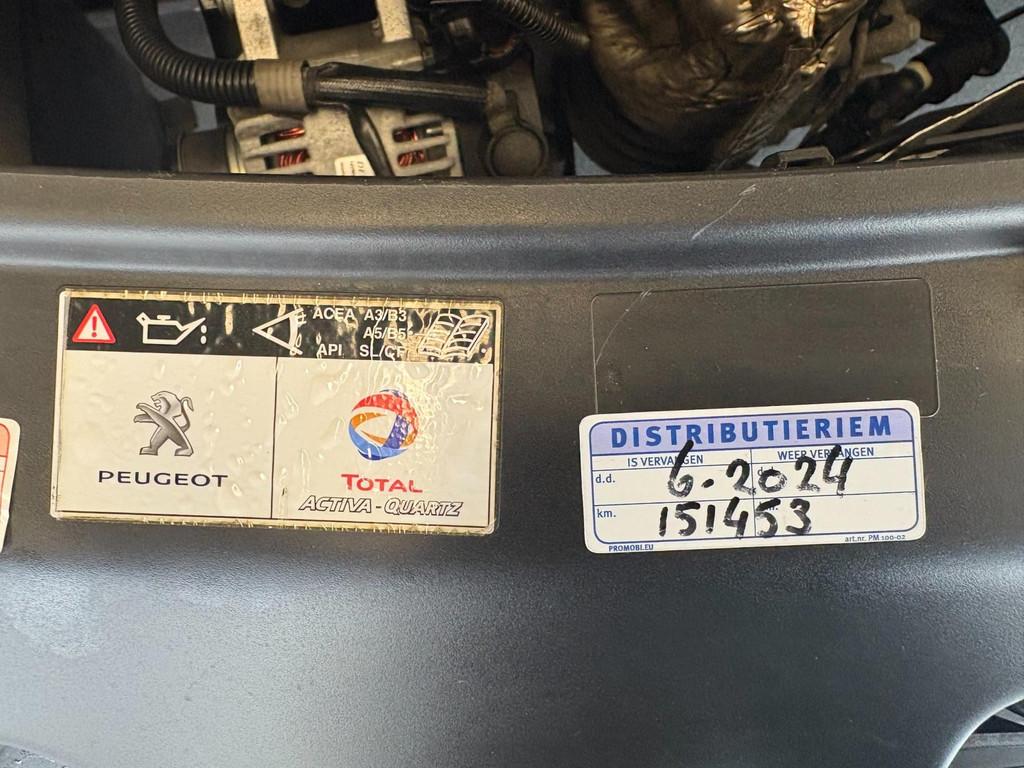 ACEA A3/B3
A5/B5
API SL/CF
PEUGEOT
TOTAL
ACTIVA - QUARTZ
DISTRIBUTIERIEM
IS VERVANGEN WEER VERVANGEN
d.d. 6.2024
km. 151453
PROMOBI.EU art.nr. PM 100-02